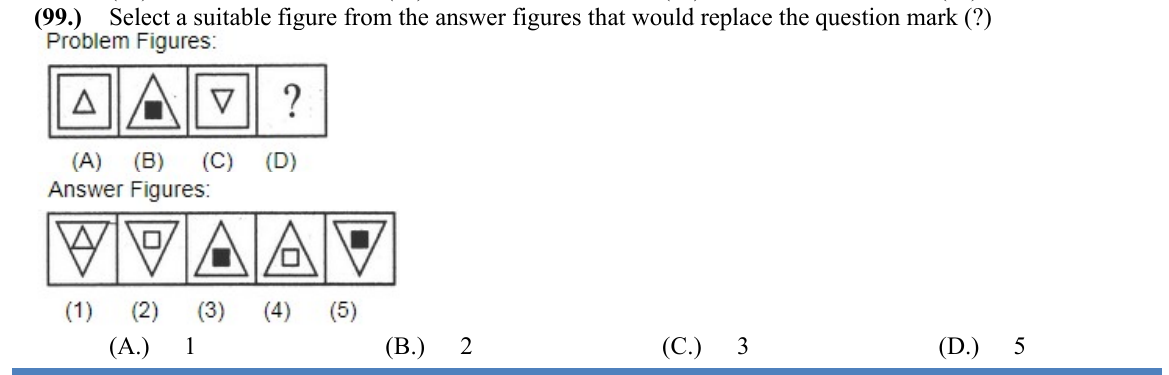 (99.) Select a suitable figure from the answer figures that would replace the question mark (?)
Problem Figures:
?
(A) (B) (C) (D)
Answer Figures:
(1) (2) (3) (4) (5)
(A.) 1 (B.) 2 (C.) 3 (D.) 5